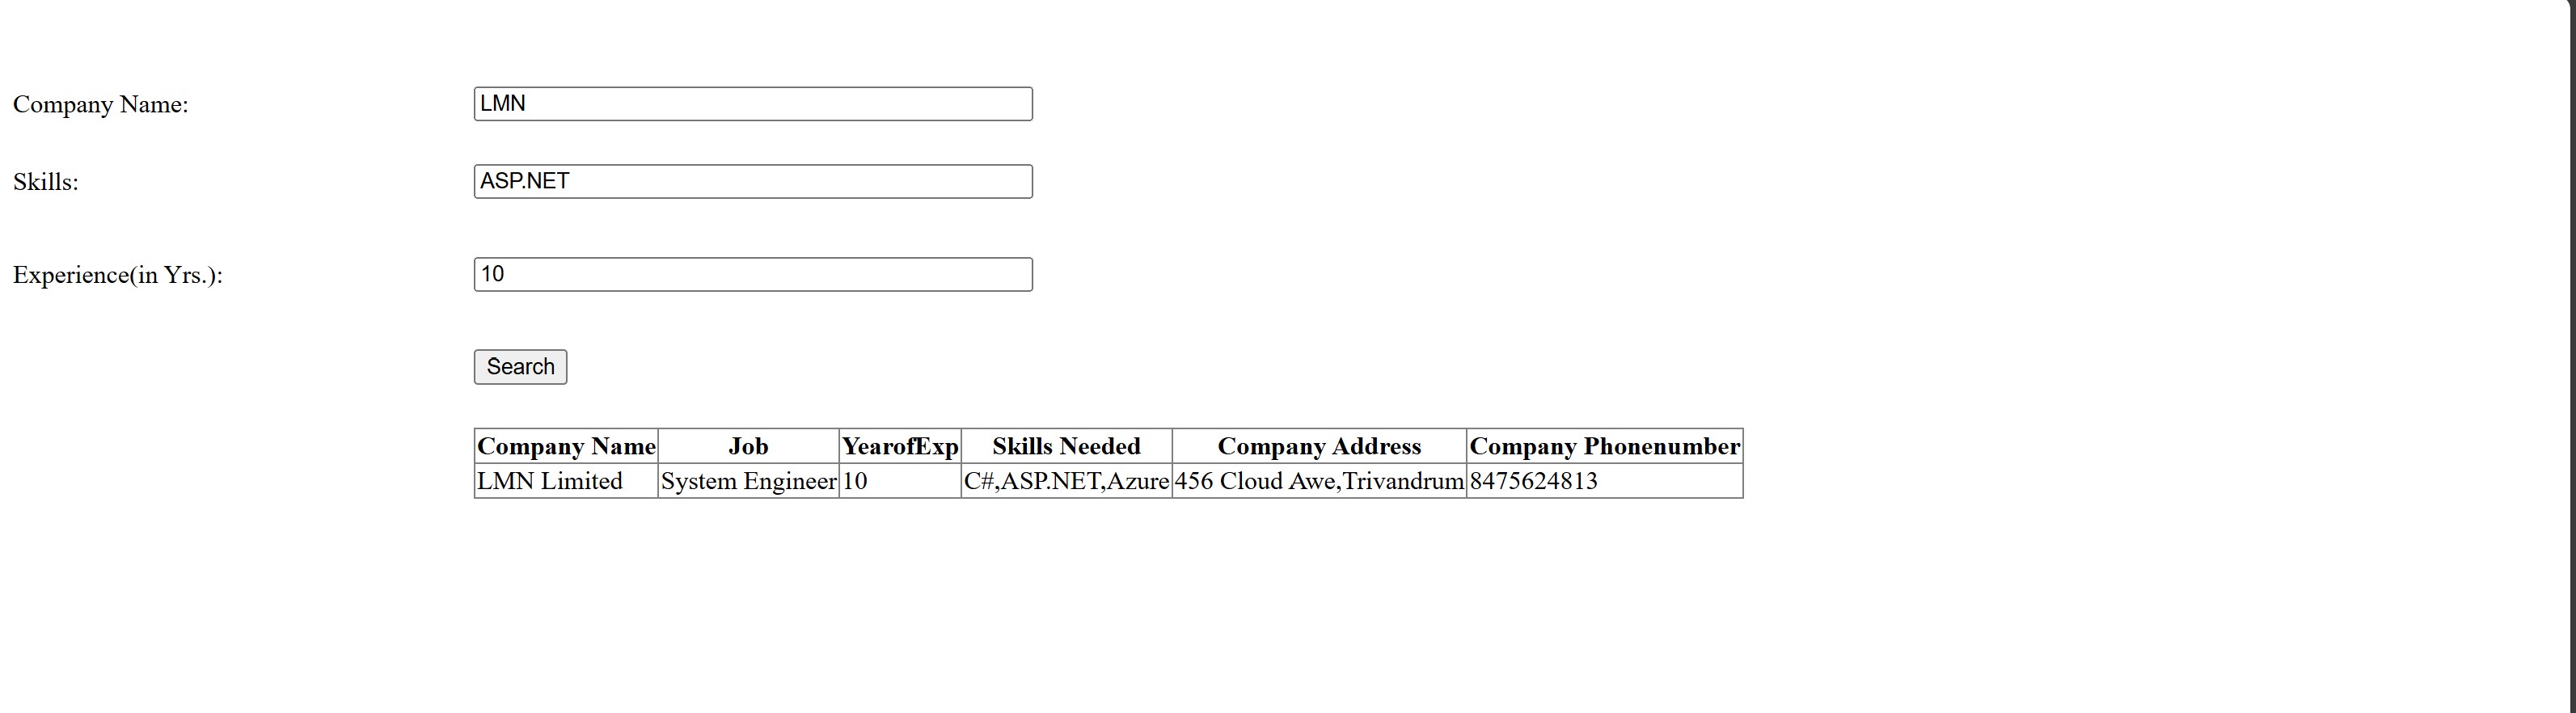 Company Name: LMN
Skills: ASP.NET
Experience(in Yrs.): 10
Search
Company Name Job YearofExp Skills Needed Company Address Company Phonenumber
LMN Limited System Engineer 10 C#,ASP.NET,Azure 456 Cloud Awe,Trivandrum 8475624813